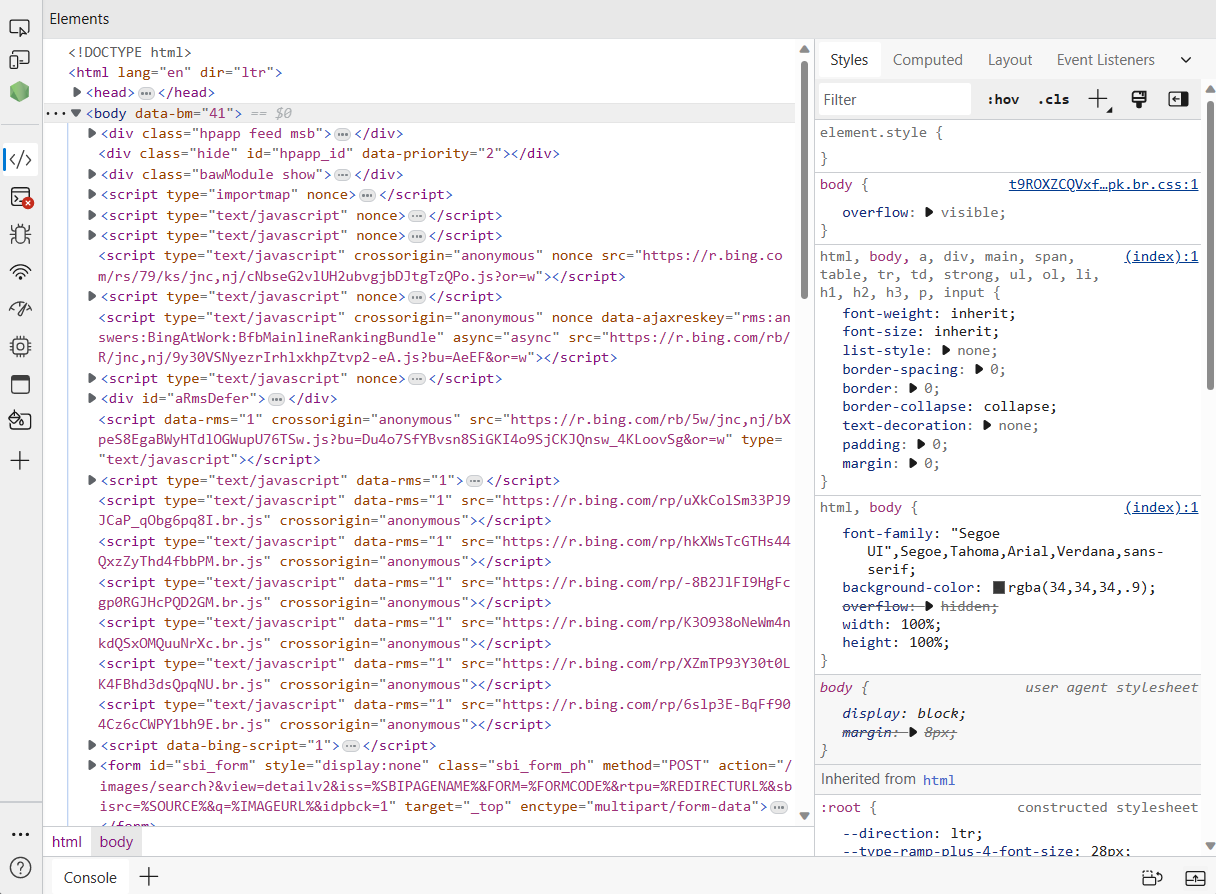 Elements
<!DOCTYPE html>
<html lang="en" dir="ltr">
<head> </head>
<body data-bm="41"> == $0
<div class="hpapp feed msb"> </div>
<div class="hide" id="hpapp_id" data-priority="2"></div>
<div class="bawModule show"> </div>
<script type="importmap" nonce> </script>
<script type="text/javascript" nonce> </script>
<script type="text/javascript" nonce> </script>
<script type="text/javascript" crossorigin="anonymous" nonce src="https://r.bing.co
m/rs/79/ks/jnc,nj/cNbseG2vlUH2ubvgjbDJtgTzQPo.js?or=w"></script>
<script type="text/javascript" nonce> </script>
<script type="text/javascript" crossorigin="anonymous" nonce data-ajaxreskey="rms:an
swers:BingAtWork:BfbMainlineRankingBundle" async="async" src="https://r.bing.com/rb/
R/jnc,nj/9y30VSNyezrIrhlxkhpZtvp2-eA.js?bu=AeEF&or=w"></script>
<script type="text/javascript" nonce> </script>
<div id="aRmsDefer"> </div>
<script data-rms="1" crossorigin="anonymous" src="https://r.bing.com/rb/5w/jnc,nj/bX
peS8EgaBWyHTdlOGWupU76TSw.js?bu=Du4o7SfYBvsn8SiGKI4o9SjCKJQnsw_4KLoovSg&or=w" type=
"text/javascript"></script>
<script type="text/javascript" data-rms="1"> </script>
<script type="text/javascript" data-rms="1" src="https://r.bing.com/rp/uXkColSm33PJ9
JCaP_qObg6pq8I.br.js" crossorigin="anonymous"></script>
<script type="text/javascript" data-rms="1" src="https://r.bing.com/rp/hkXWsTcGTHs44
QxzZyThd4fbbPM.br.js" crossorigin="anonymous"></script>
<script type="text/javascript" data-rms="1" src="https://r.bing.com/rp/-8B2JlFI9HgFc
gp0RGJHcPQD2GM.br.js" crossorigin="anonymous"></script>
<script type="text/javascript" data-rms="1" src="https://r.bing.com/rp/K3O938oNeWm4n
kdQSxOMQuuNrXc.br.js" crossorigin="anonymous"></script>
<script type="text/javascript" data-rms="1" src="https://r.bing.com/rp/XZmTP93Y30t0L
K4FBhd3dsQpqNU.br.js" crossorigin="anonymous"></script>
<script type="text/javascript" data-rms="1" src="https://r.bing.com/rp/6slp3E-BqFf90
4Cz6cCWPY1bh9E.br.js" crossorigin="anonymous"></script>
<script data-bing-script="1"> </script>
<form id="sbi_form" style="display:none" class="sbi_form_ph" method="POST" action="/
images/search?&view=detailv2&iss=%SBIPAGENAME%&FORM=%FORMCODE%&rtpu=%REDIRECTURL%&sb
isrc=%SOURCE%&q=%IMAGEURL%&idpbck=1" target="_top" enctype="multipart/form-data">
</form>
html body
Styles Computed Layout Event Listeners
Filter :hov .cls
element.style {
}
body { t9ROXZCQVxf…pk.br.css:1
overflow: visible;
}
html, body, a, div, main, span, (index):1
table, tr, td, strong, ul, ol, li,
h1, h2, h3, p, input {
font-weight: inherit;
font-size: inherit;
list-style: none;
border-spacing: 0;
border: 0;
border-collapse: collapse;
text-decoration: none;
padding: 0;
margin: 0;
}
html, body { (index):1
font-family: "Segoe
UI",Segoe,Tahoma,Arial,Verdana,sans-
serif;
background-color: rgba(34,34,34,.9);
overflow: hidden;
width: 100%;
height: 100%;
}
body { user agent stylesheet
display: block;
margin: 8px;
}
Inherited from html
:root { constructed stylesheet
--direction: ltr;
--type-ramp-plus-4-font-size: 28px;
Console